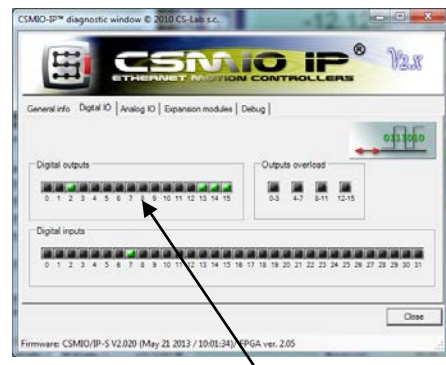 CSMIO-IP™ diagnostic window © 2010 CS-Lab s.c.
-12.12
CSMIO IP® V2.x
ETHERNET MOTION CONTROLLERS
General info Digital IO Analog IO Expansion modules Debug
0111010
Digital outputs
0 1 2 3 4 5 6 7 8 9 10 11 12 13 14 15
Outputs overload
0-3 4-7 8-11 12-15
Digital inputs
0 1 2 3 4 5 6 7 8 9 10 11 12 13 14 15 16 17 18 19 20 21 22 23 24 25 26 27 28 29 30 31
Close
Firmware: CSMIO/IP-S V2.020 (May 21 2013 / 10:01:34)/ FPGA ver. 2.05